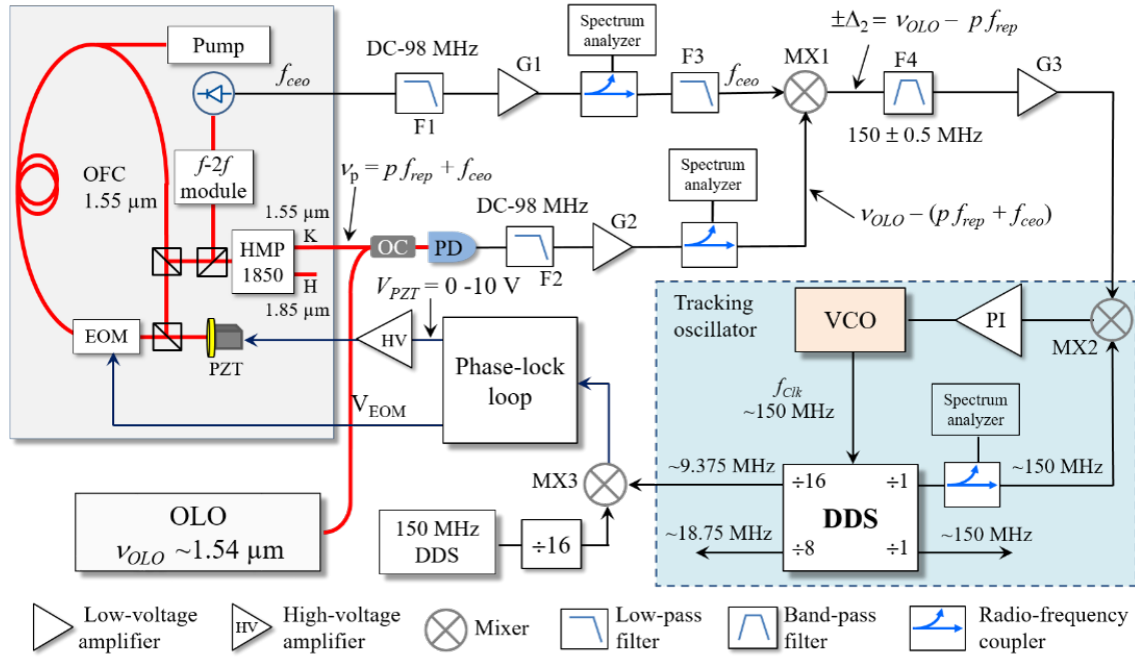 Pump
f_ceo
DC-98 MHz
F1
G1
Spectrum
analyzer
F3
f_ceo
MX1
±Δ₂ = ν_OLO − p f_rep
F4
150 ± 0.5 MHz
G3
OFC
1.55 µm
f-2f
module
ν_p = p f_rep + f_ceo
1.55 µm
K
HMP
1850
H
1.85 µm
OC
PD
DC-98 MHz
F2
G2
Spectrum
analyzer
ν_OLO − (p f_rep + f_ceo)
V_PZT = 0 -10 V
EOM
PZT
HV
Phase-lock
loop
V_EOM
Tracking
oscillator
VCO
PI
MX2
f_Clk
~150 MHz
Spectrum
analyzer
~9.375 MHz
÷16
÷1
~150 MHz
DDS
~18.75 MHz
÷8
÷1
~150 MHz
MX3
150 MHz
DDS
÷16
OLO
ν_OLO ~1.54 µm
Low-voltage
amplifier
HV
High-voltage
amplifier
Mixer
Low-pass
filter
Band-pass
filter
Radio-frequency
coupler